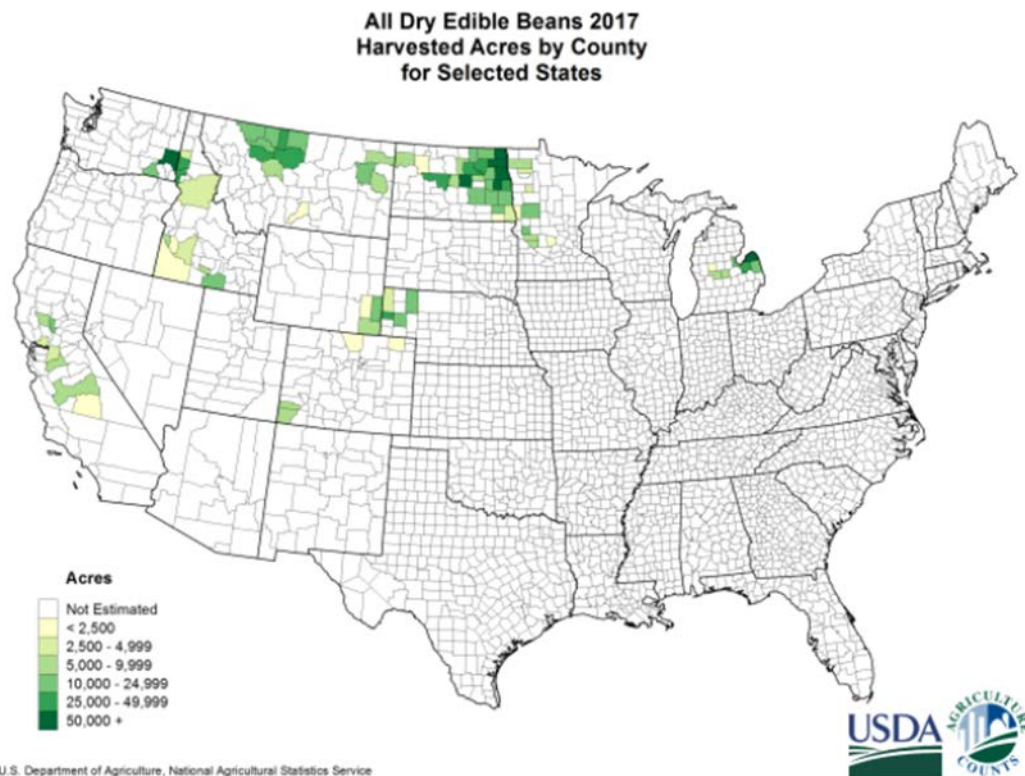 All Dry Edible Beans 2017
Harvested Acres by County
for Selected States
Acres
Not Estimated
< 2,500
2,500 - 4,999
5,000 - 9,999
10,000 - 24,999
25,000 - 49,999
50,000 +
USDA
AGRICULTURE
COUNTS
U.S. Department of Agriculture, National Agricultural Statistics Service